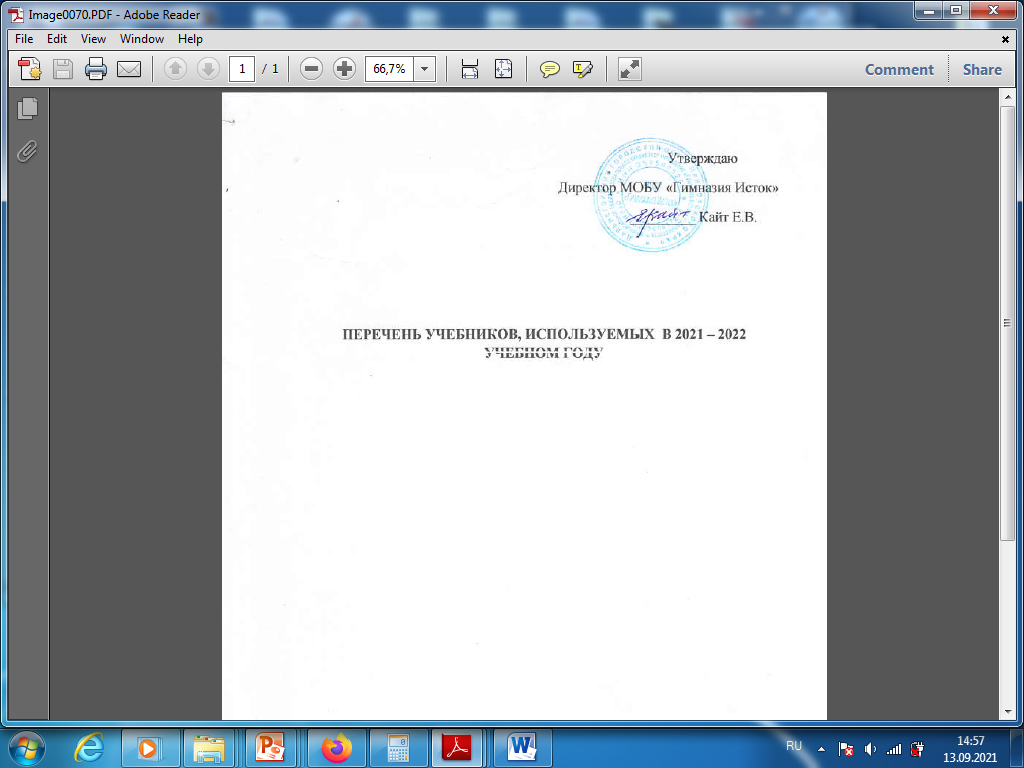 Image0070.PDF - Adobe Reader
File Edit View Window Help
1 / 1 66,7% Comment Share
Утверждаю
Директор МОБУ «Гимназия Исток»
Кайт Е.В.
ПЕРЕЧЕНЬ УЧЕБНИКОВ, ИСПОЛЬЗУЕМЫХ В 2021 – 2022
УЧЕБНОМ ГОДУ
RU
14:57
13.09.2021